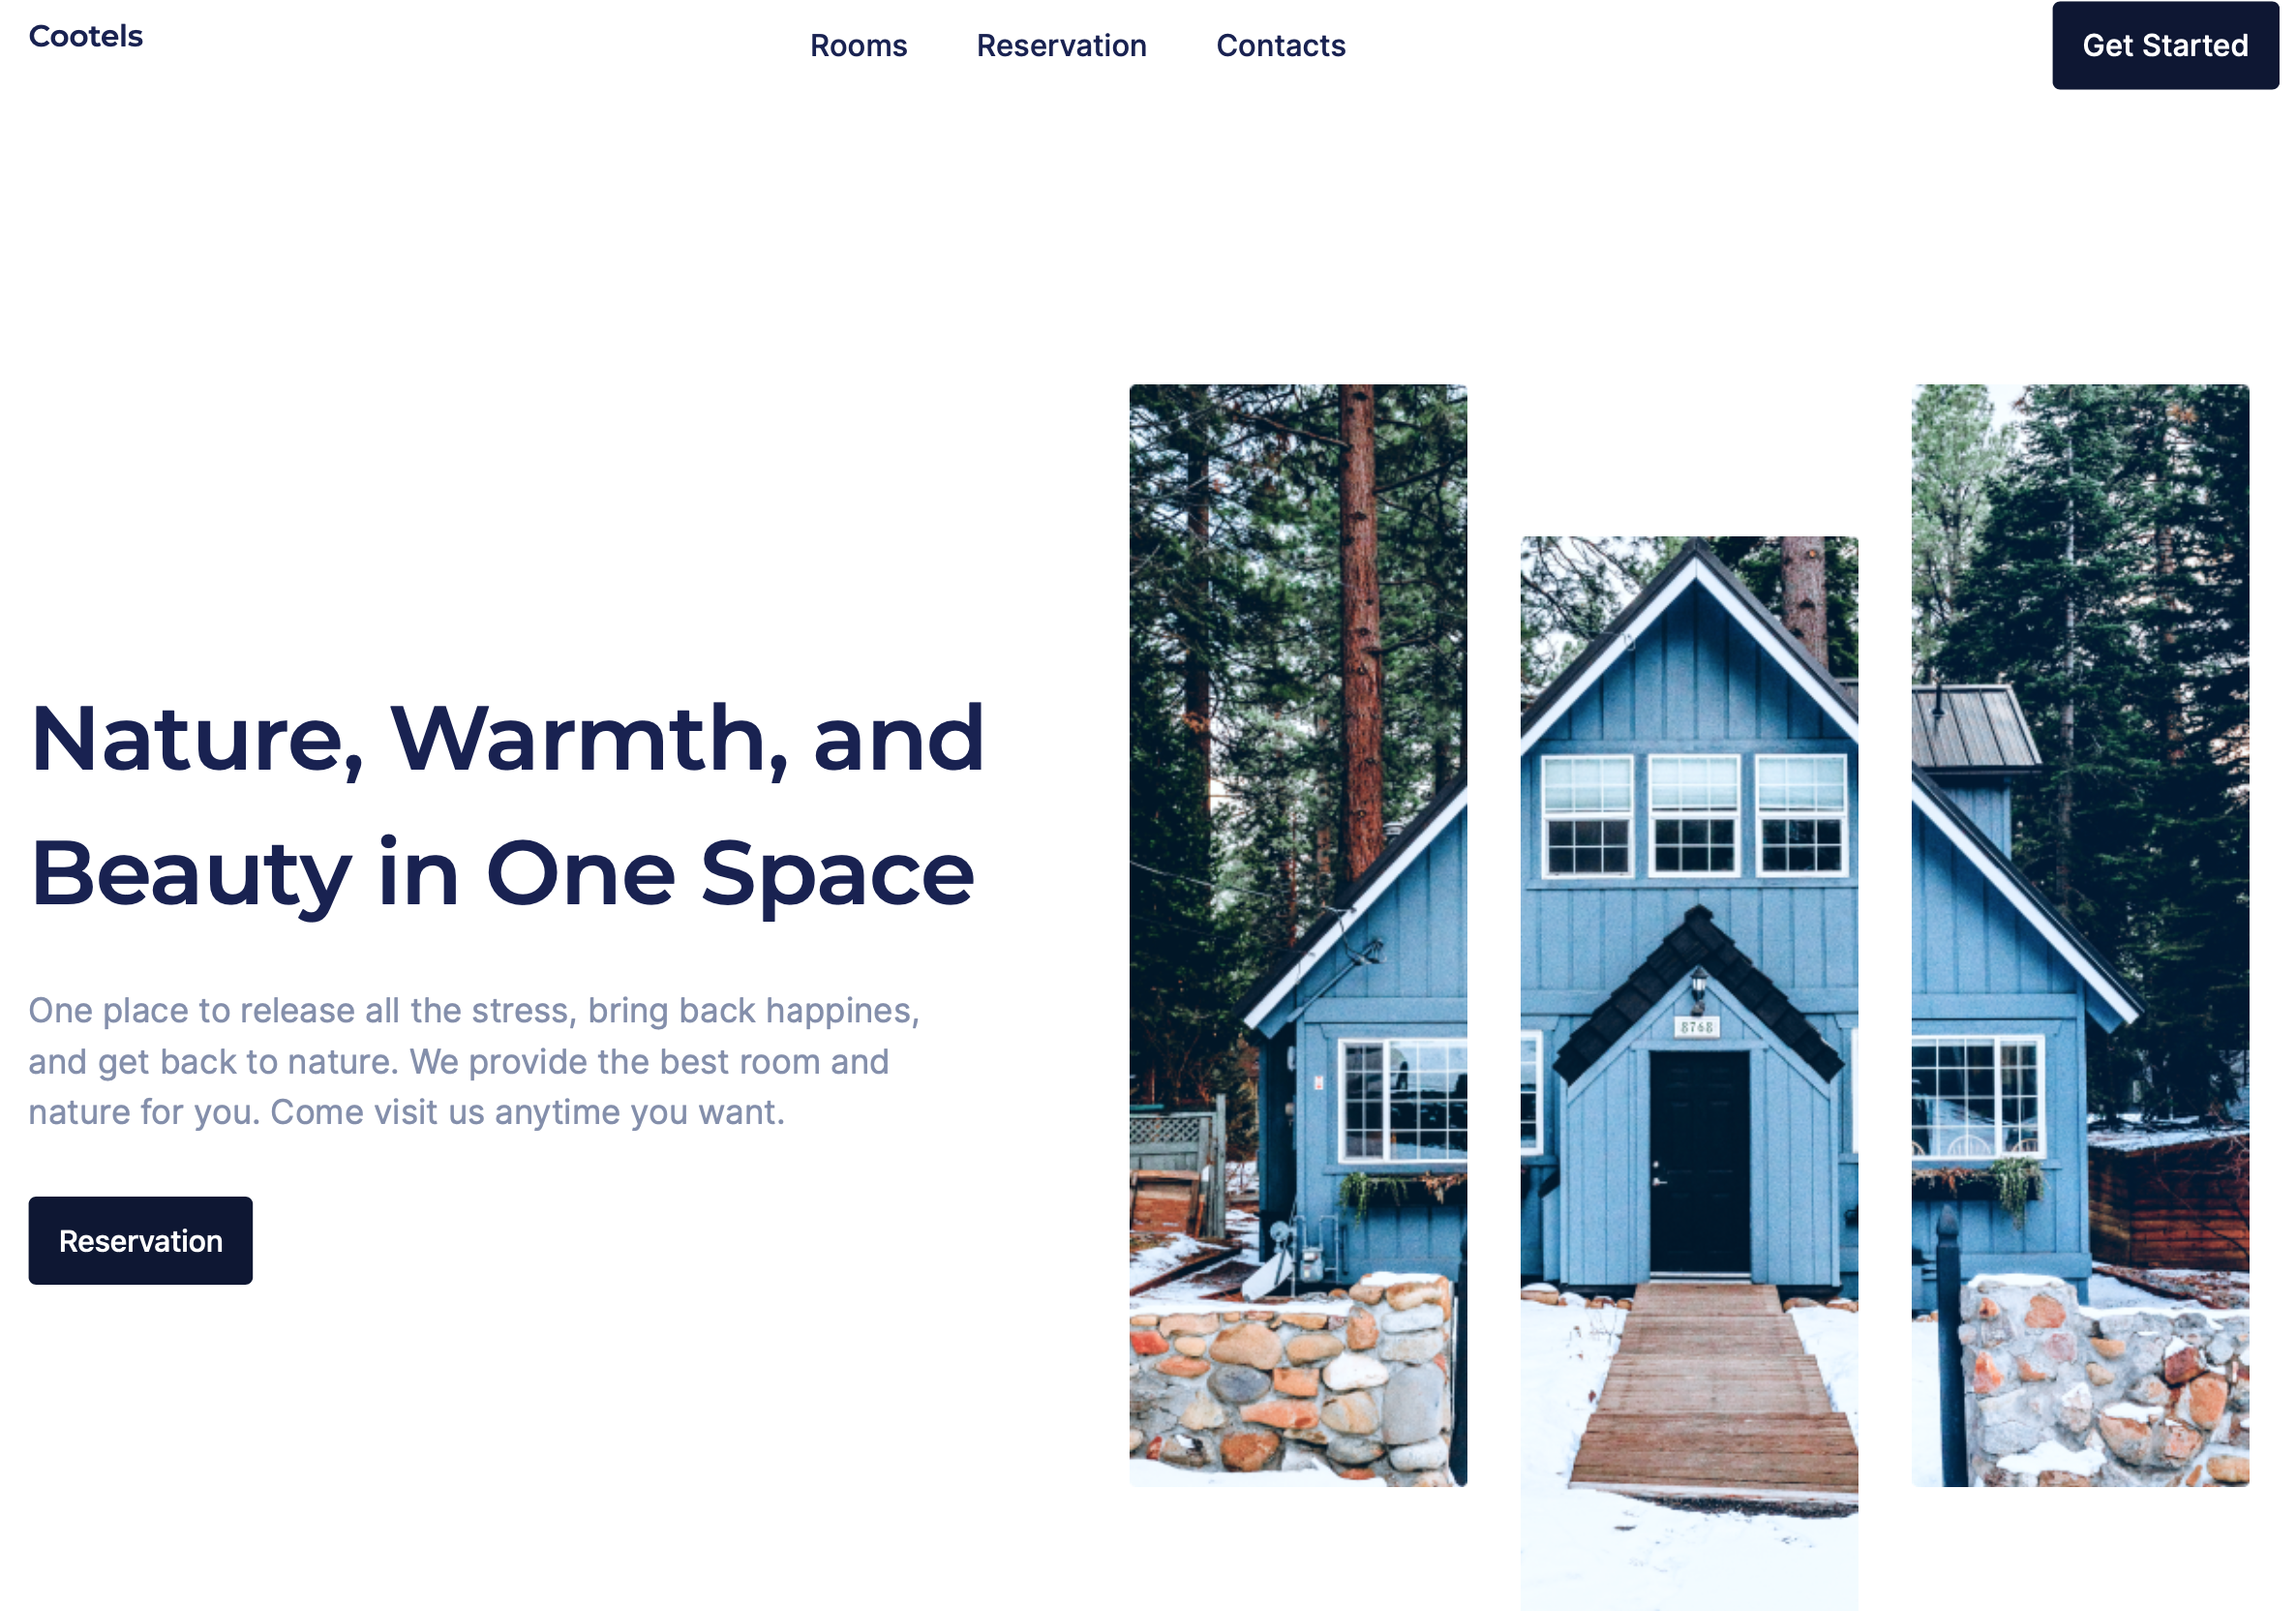 Cootels
Rooms
Reservation
Contacts
Get Started
Nature, Warmth, and
Beauty in One Space
One place to release all the stress, bring back happines,
and get back to nature. We provide the best room and
nature for you. Come visit us anytime you want.
Reservation
8768